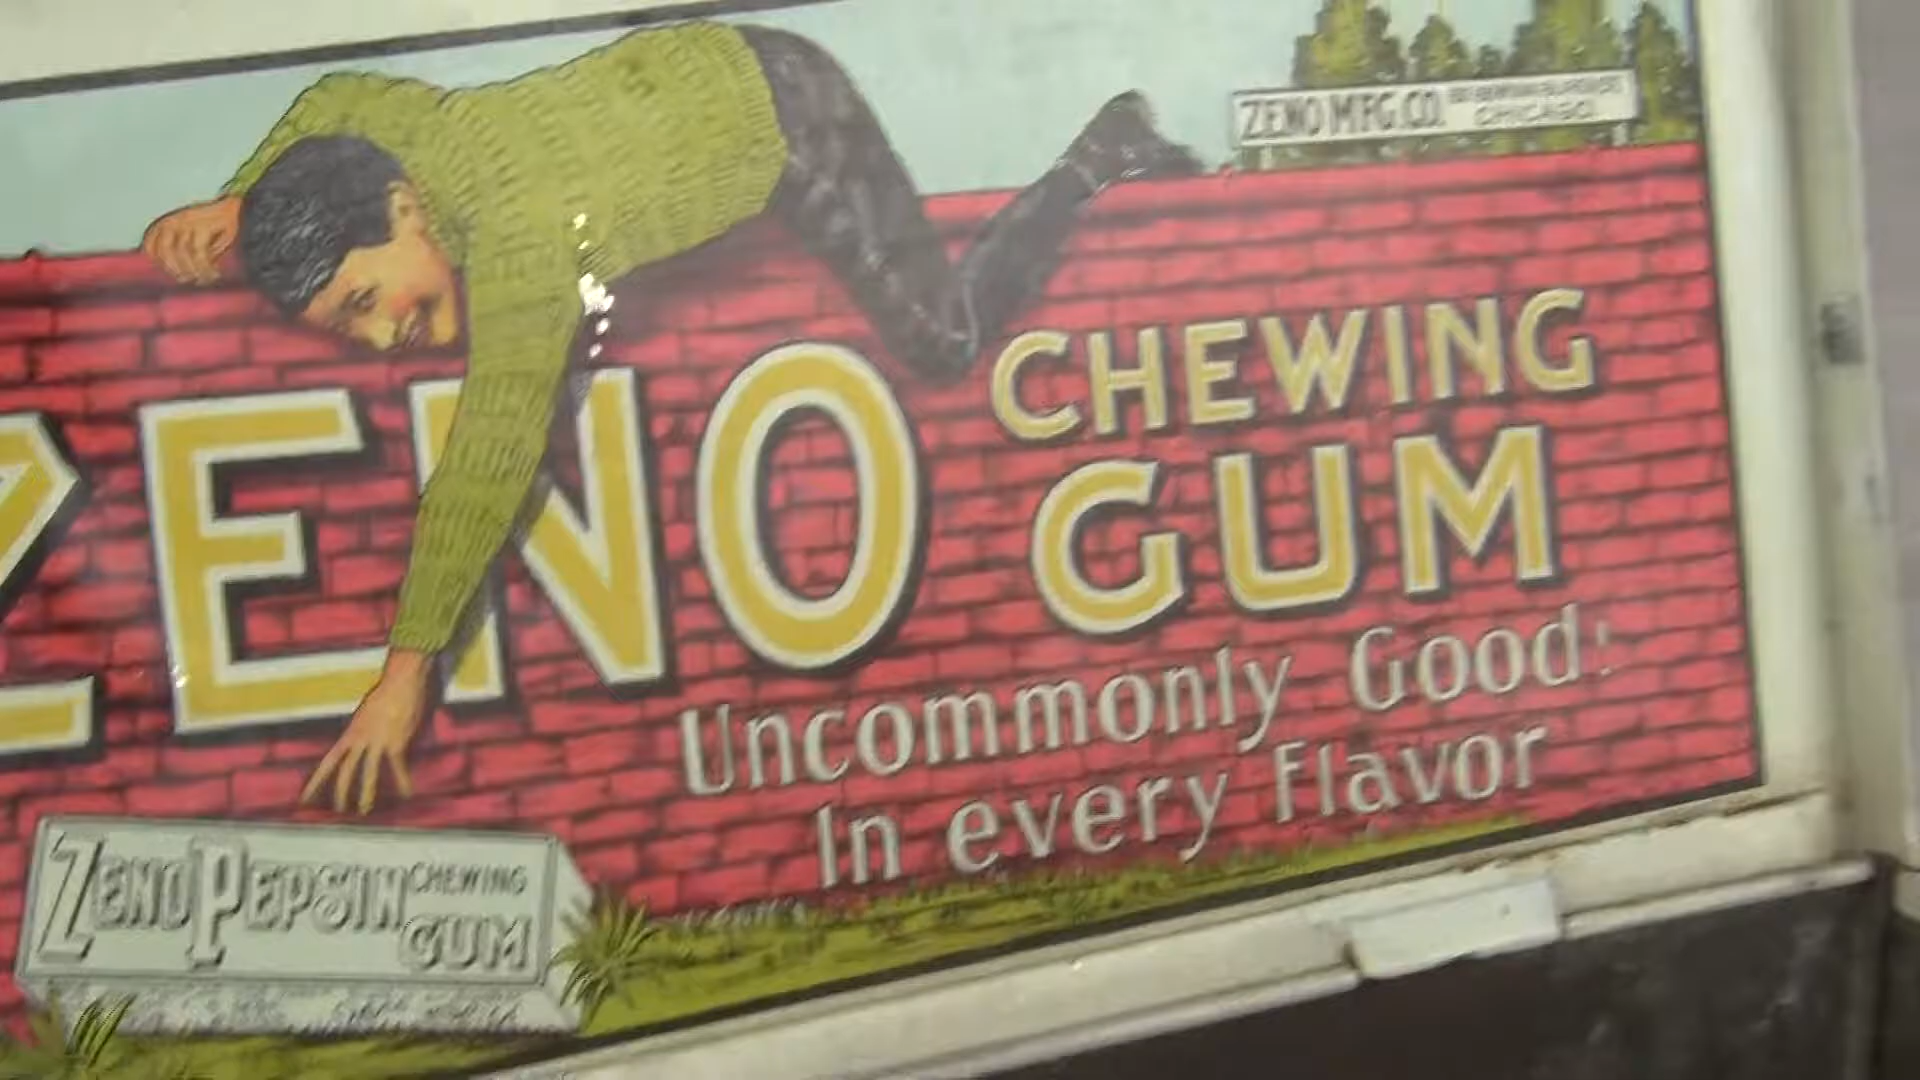 ZENO MFG.CO.
CHICAGO.
ZENO CHEWING
GUM
Uncommonly Good:
In every Flavor
ZENO PEPSIN CHEWING
GUM